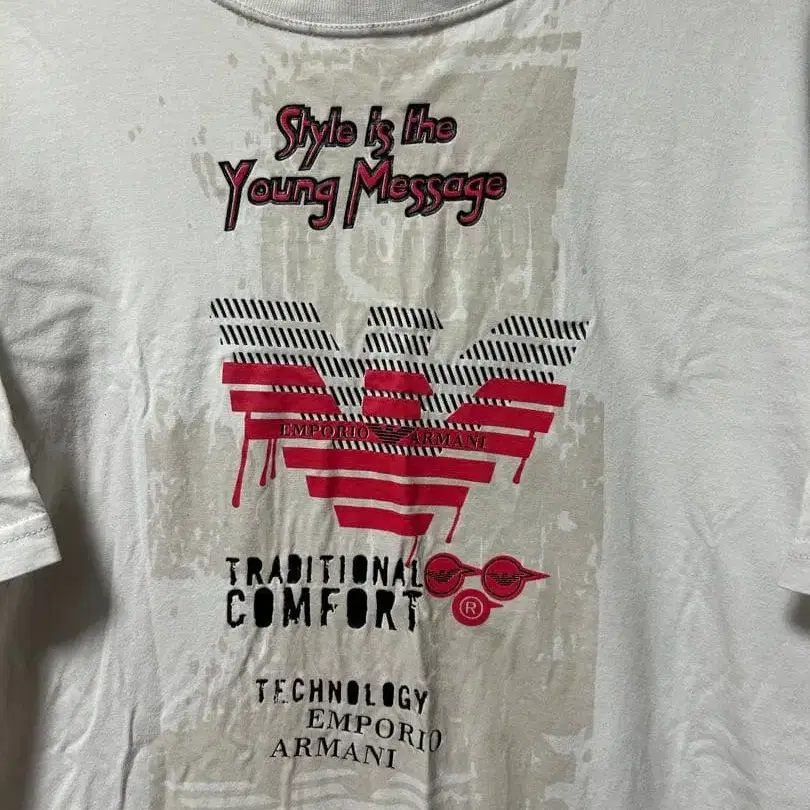 Style is the
Young Message
EMPORIO ARMANI
TRADITIONAL
COMFORT
®
TECHNOLOGY
EMPORIO
ARMANI